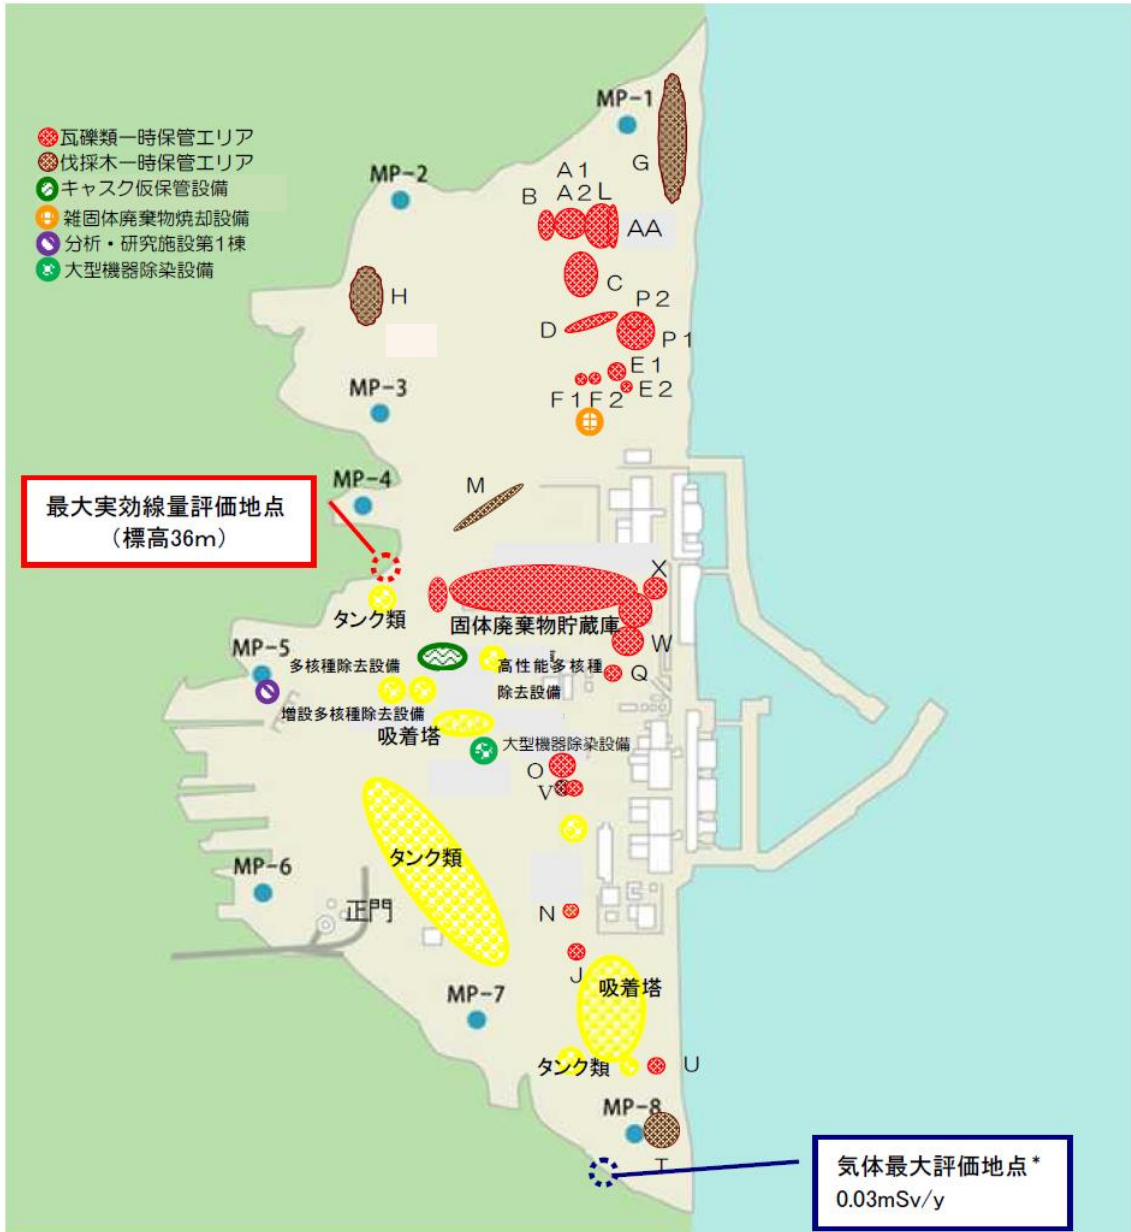 MP-1
瓦礫類一時保管エリア
伐採木一時保管エリア
キャスク仮保管設備
雑固体廃棄物焼却設備
分析・研究施設第1棟
大型機器除染設備
MP-2
G
A1
B
A2
L
AA
C
H
P2
D
P1
E1
E2
F1
F2
MP-3
MP-4
M
最大実効線量評価地点
(標高36m)
X
タンク類
固体廃棄物貯蔵庫
W
MP-5
多核種除去設備
高性能多核種
除去設備
Q
増設多核種除去設備
吸着塔
大型機器除染設備
O
V
タンク類
MP-6
正門
N
J
吸着塔
MP-7
タンク類
U
MP-8
T
気体最大評価地点*
0.03mSv/y